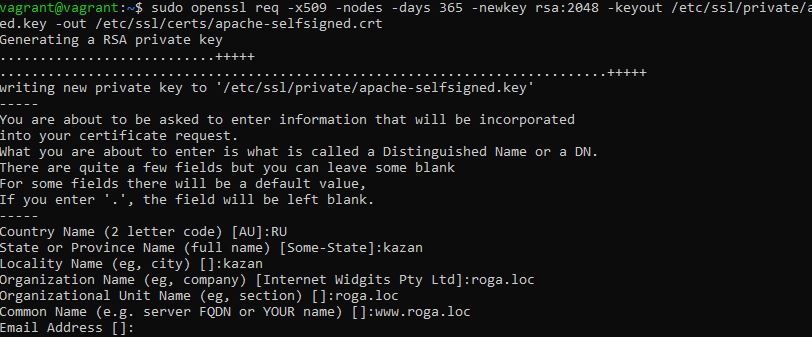 vagrant@vagrant:~$ sudo openssl req -x509 -nodes -days 365 -newkey rsa:2048 -keyout /etc/ssl/private/a
ed.key -out /etc/ssl/certs/apache-selfsigned.crt
Generating a RSA private key
...........................+++++
............................................................................+++++
writing new private key to '/etc/ssl/private/apache-selfsigned.key'
-----
You are about to be asked to enter information that will be incorporated
into your certificate request.
What you are about to enter is what is called a Distinguished Name or a DN.
There are quite a few fields but you can leave some blank
For some fields there will be a default value,
If you enter '.', the field will be left blank.
-----
Country Name (2 letter code) [AU]:RU
State or Province Name (full name) [Some-State]:kazan
Locality Name (eg, city) []:kazan
Organization Name (eg, company) [Internet Widgits Pty Ltd]:roga.loc
Organizational Unit Name (eg, section) []:roga.loc
Common Name (e.g. server FQDN or YOUR name) []:www.roga.loc
Email Address []: